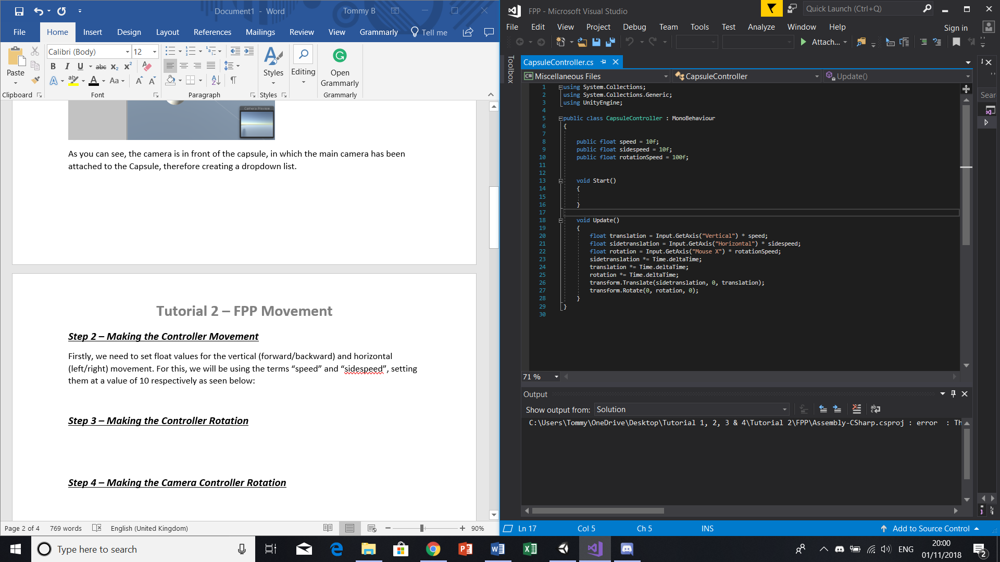 Document1 - Word
Tommy B
File Home Insert Design Layout References Mailings Review View Grammarly Tell me
Paste
Calibri (Body) 12
B I U abc x₂ x²
A A Aa A A
Styles
Editing
Open Grammarly
Clipboard Font Paragraph Styles Grammarly
Camera Preview
As you can see, the camera is in front of the capsule, in which the main camera has been
attached to the Capsule, therefore creating a dropdown list.
Tutorial 2 – FPP Movement
Step 2 – Making the Controller Movement
Firstly, we need to set float values for the vertical (forward/backward) and horizontal
(left/right) movement. For this, we will be using the terms “speed” and “sidespeed”, setting
them at a value of 10 respectively as seen below:
Step 3 – Making the Controller Rotation
Step 4 – Making the Camera Controller Rotation
Page 2 of 4 769 words English (United Kingdom) 90%
FPP - Microsoft Visual Studio
Quick Launch (Ctrl+Q)
File Edit View Project Debug Team Tools Test Analyze Window Help Sign in
Attach...
Toolbox
CapsuleController.cs
Miscellaneous Files CapsuleController Update()
Sear
1 using System.Collections;
2 using System.Collections.Generic;
3 using UnityEngine;
4
5 public class CapsuleController : MonoBehaviour
6 {
7
8 public float speed = 10f;
9 public float sidespeed = 10f;
10 public float rotationSpeed = 100f;
11
12
13 void Start()
14 {
15
16 }
17
18 void Update()
19 {
20 float translation = Input.GetAxis("Vertical") * speed;
21 float sidetranslation = Input.GetAxis("Horizontal") * sidespeed;
22 float rotation = Input.GetAxis("Mouse X") * rotationSpeed;
23 sidetranslation *= Time.deltaTime;
24 translation *= Time.deltaTime;
25 rotation *= Time.deltaTime;
26 transform.Translate(sidetranslation, 0, translation);
27 transform.Rotate(0, rotation, 0);
28 }
29 }
30
71 %
Output
Show output from: Solution
C:\Users\Tommy\OneDrive\Desktop\Tutorial 1, 2, 3 & 4\Tutorial 2\FPP\Assembly-CSharp.csproj : error : Th
Ln 17 Col 5 Ch 5 INS Add to Source Control
Type here to search
ENG
20:00
01/11/2018
2